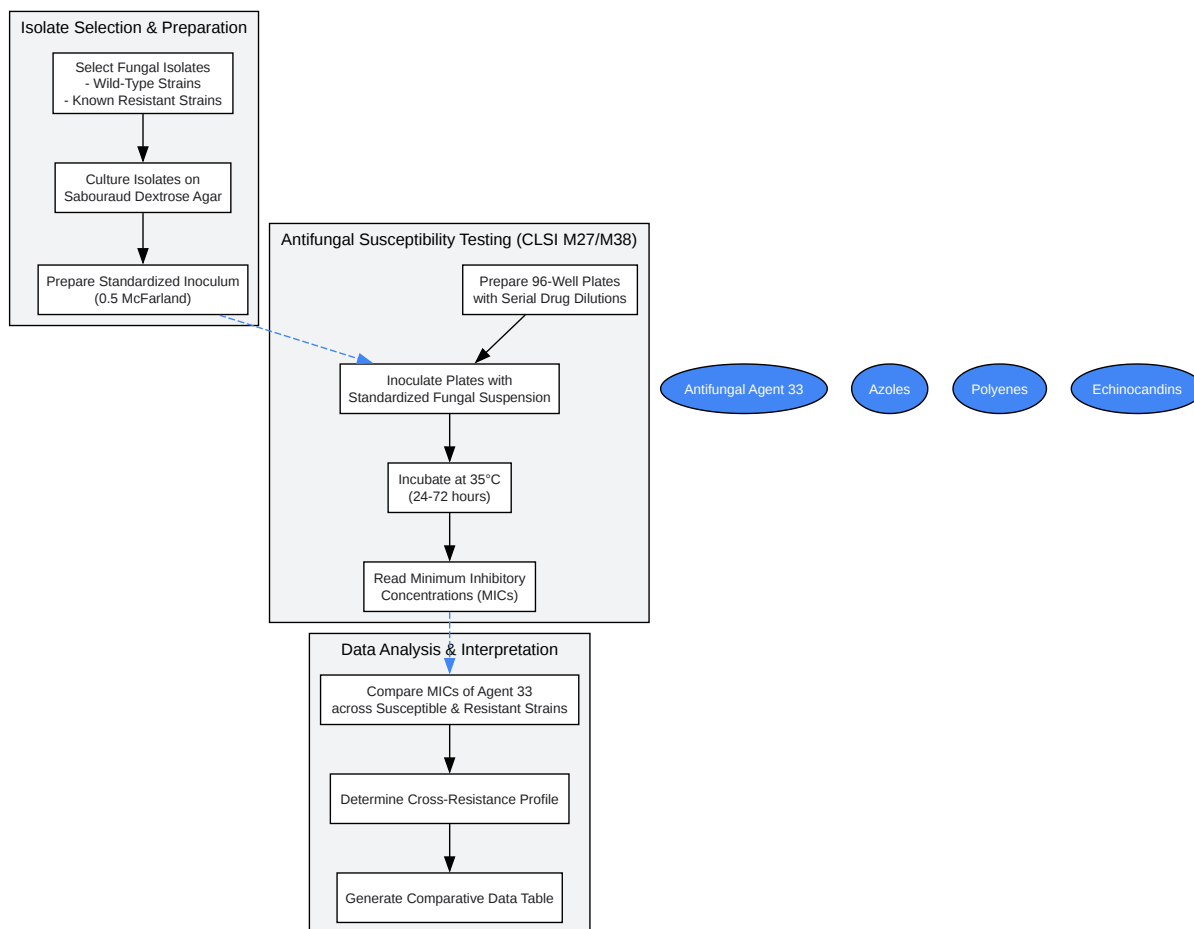 Isolate Selection & Preparation
Select Fungal Isolates
- Wild-Type Strains
- Known Resistant Strains
Culture Isolates on
Sabouraud Dextrose Agar
Prepare Standardized Inoculum
(0.5 McFarland)
Antifungal Susceptibility Testing (CLSI M27/M38)
Prepare 96-Well Plates
with Serial Drug Dilutions
Inoculate Plates with
Standardized Fungal Suspension
Incubate at 35°C
(24-72 hours)
Read Minimum Inhibitory
Concentrations (MICs)
Antifungal Agent 33
Azoles
Polyenes
Echinocandins
Data Analysis & Interpretation
Compare MICs of Agent 33
across Susceptible & Resistant Strains
Determine Cross-Resistance Profile
Generate Comparative Data Table